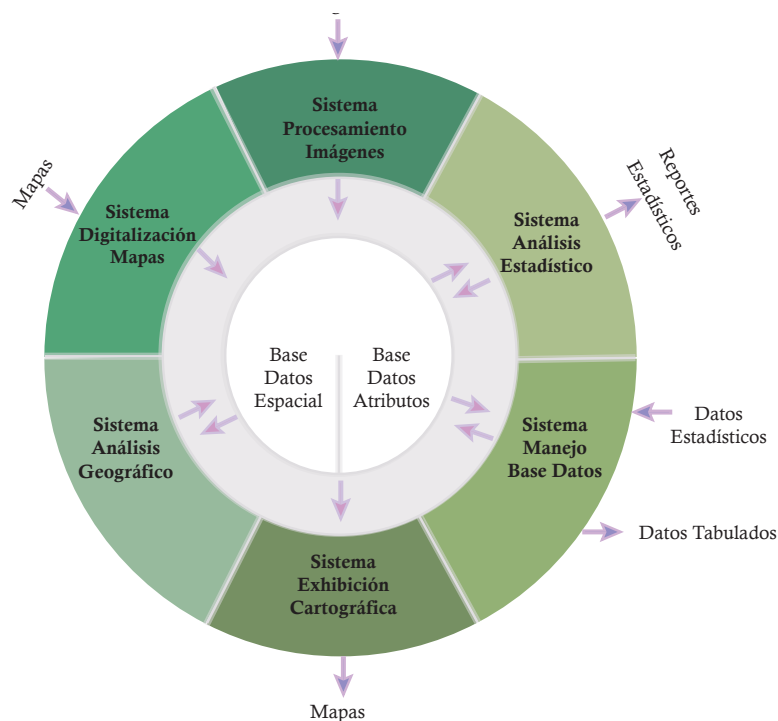 Sistema
Procesamiento
Imágenes
Mapas
Sistema
Digitalización
Mapas
Sistema
Análisis
Estadístico
Reportes
Estadísticos
Base
Datos
Espacial
Base
Datos
Atributos
Sistema
Análisis
Geográfico
Sistema
Manejo
Base Datos
Datos
Estadísticos
Datos Tabulados
Sistema
Exhibición
Cartográfica
Mapas